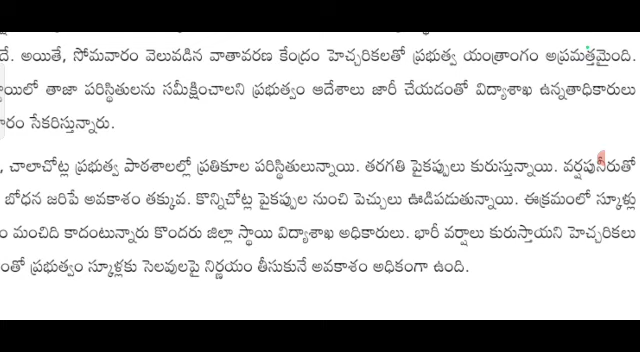 దే. అయితే, సోమవారం వెలువడిన వాతావరణ కేంద్రం హెచ్చరికలతో ప్రభుత్వ యంత్రాంగం అప్రమత్తమైంది.
యిలో తాజా పరిస్థితులను సమీక్షించాలని ప్రభుత్వం ఆదేశాలు జారీ చేయడంతో విద్యాశాఖ ఉన్నతాధికారులు
రం సేకరిస్తున్నారు.
, చాలాచోట్ల ప్రభుత్వ పాఠశాలల్లో ప్రతికూల పరిస్థితులున్నాయి. తరగతి పైకప్పులు కురుస్తున్నాయి. వర్షపునీరుతో
బోధన జరిపే అవకాశం తక్కువ. కొన్నిచోట్ల పైకప్పుల నుంచి పెచ్చులు ఊడిపడుతున్నాయి. ఈక్రమంలో స్కూళ్లు
ం మంచిది కాదంటున్నారు కొందరు జిల్లా స్థాయి విద్యాశాఖ అధికారులు. భారీ వర్షాలు కురుస్తాయని హెచ్చరికలు
ంతో ప్రభుత్వం స్కూళ్లకు సెలవులపై నిర్ణయం తీసుకునే అవకాశం అధికంగా ఉంది.